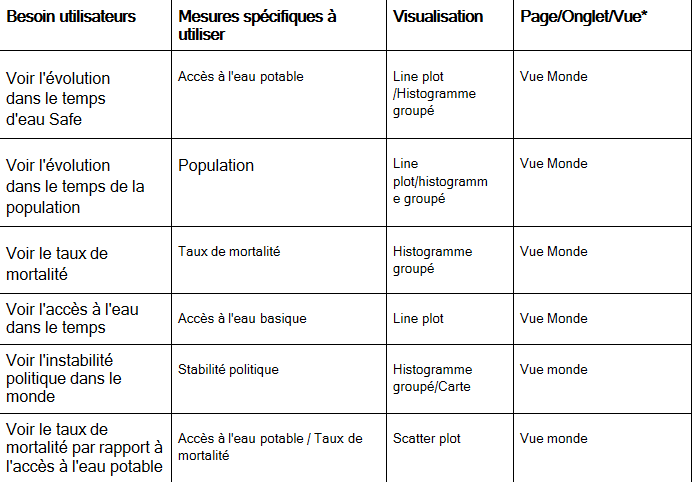 Besoin utilisateurs
Mesures spécifiques à
utiliser
Visualisation
Page/Onglet/Vue*
Voir l'évolution
dans le temps
d'eau Safe
Accès à l'eau potable
Line plot
/Histogramme
groupé
Vue Monde
Voir l'évolution
dans le temps de la
population
Population
Line
plot/histogramm
e groupé
Vue Monde
Voir le taux de
mortalité
Taux de mortalité
Histogramme
groupé
Vue Monde
Voir l'accès à l'eau
dans le temps
Accès à l'eau basique
Line plot
Vue Monde
Voir l'instabilité
politique dans le
monde
Stabilité politique
Histogramme
groupé/Carte
Vue monde
Voir le taux de
mortalité par rapport à
l'accès à l'eau potable
Accès à l'eau potable / Taux de
mortalité
Scatter plot
Vue monde